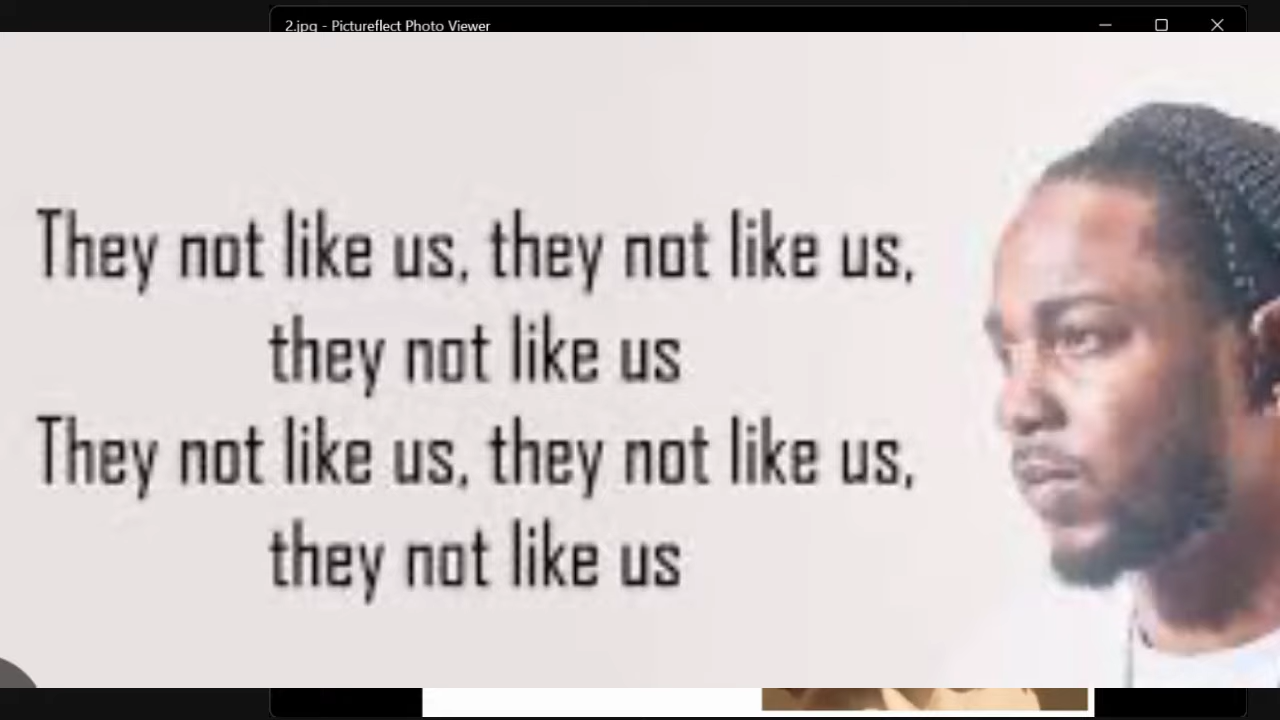 2.jpg - Pictureflect Photo Viewer
They not like us, they not like us,
they not like us
They not like us, they not like us,
they not like us